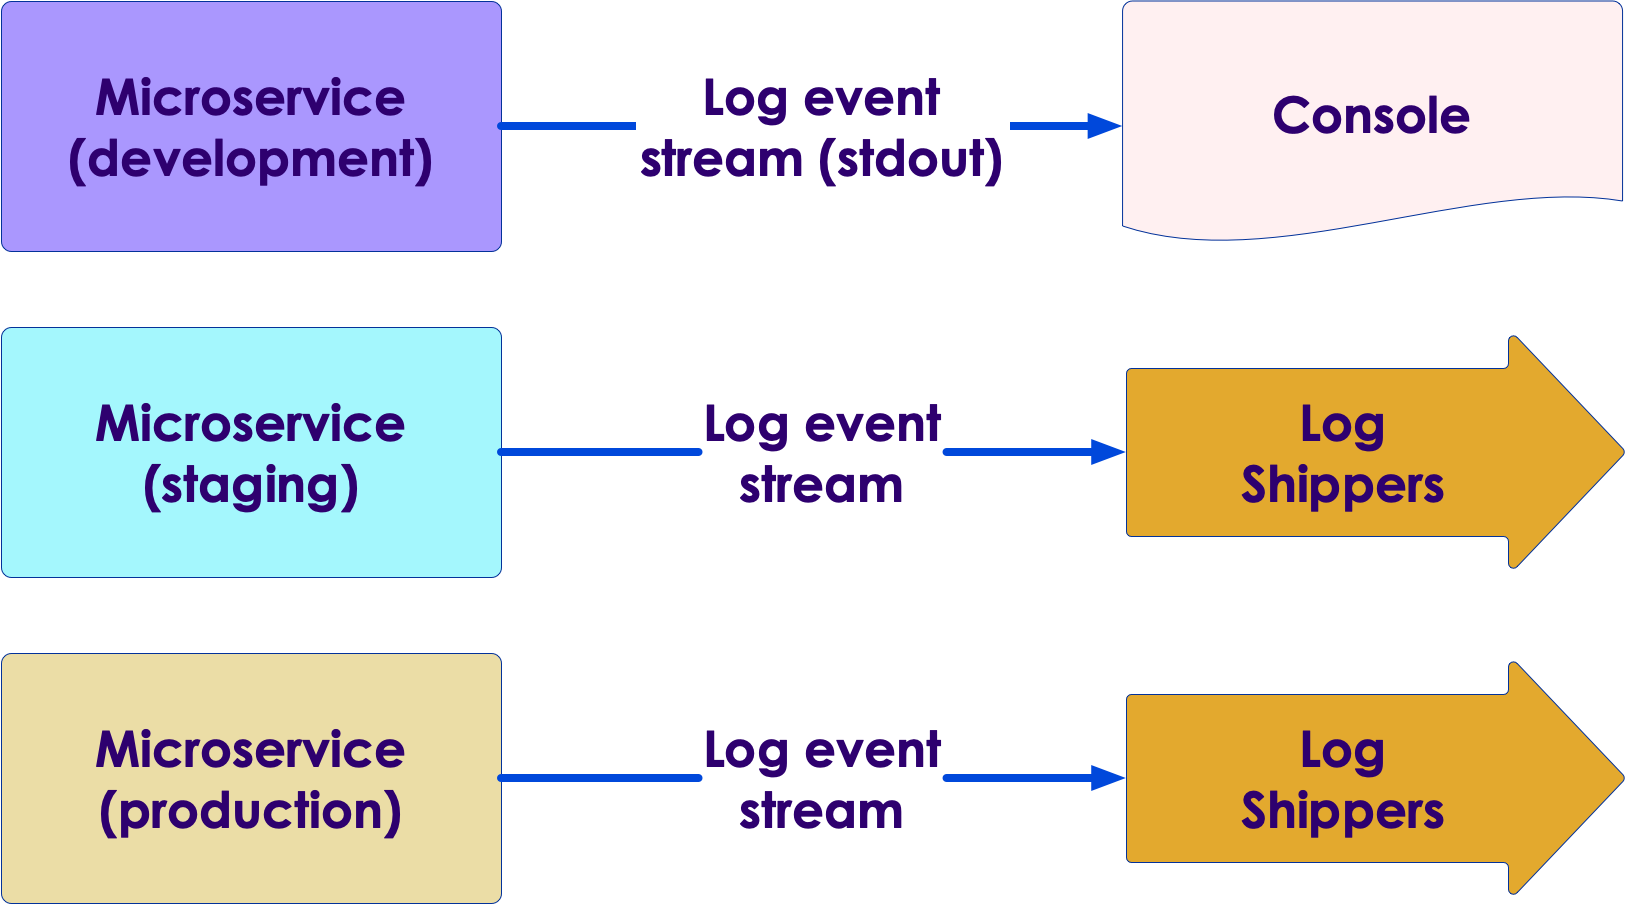 Microservice
(development)
Log event
stream (stdout)
Console
Microservice
(staging)
Log event
stream
Log
Shippers
Microservice
(production)
Log event
stream
Log
Shippers